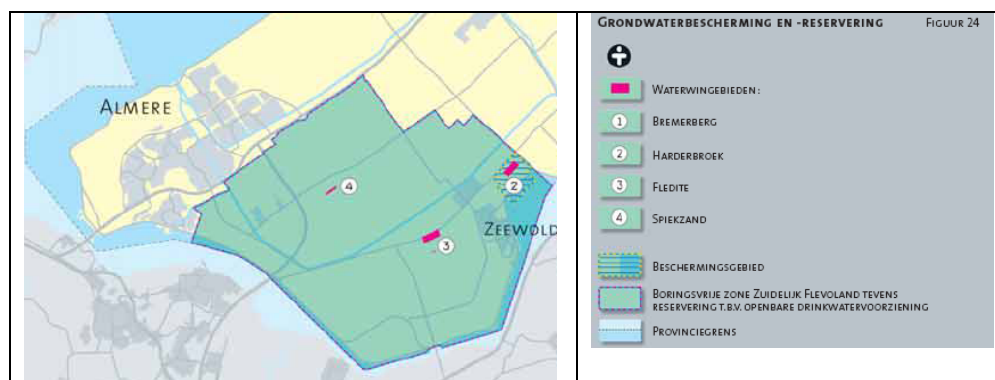 ALMERE
4
2
ZEEWOLD
3
GRONDWATERBESCHERMING EN -RESERVERING FIGUUR 24
WATERWINGEBIEDEN:
1 BREMERBERG
2 HARDERBROEK
3 FLEDITE
4 SPIEKZAND
BESCHERMINGSGEBIED
BORINGSVRIJE ZONE ZUIDELIJK FLEVOLAND TEVENS
RESERVERING T.B.V. OPENBARE DRINKWATERVOORZIENING
PROVINCIEGRENS